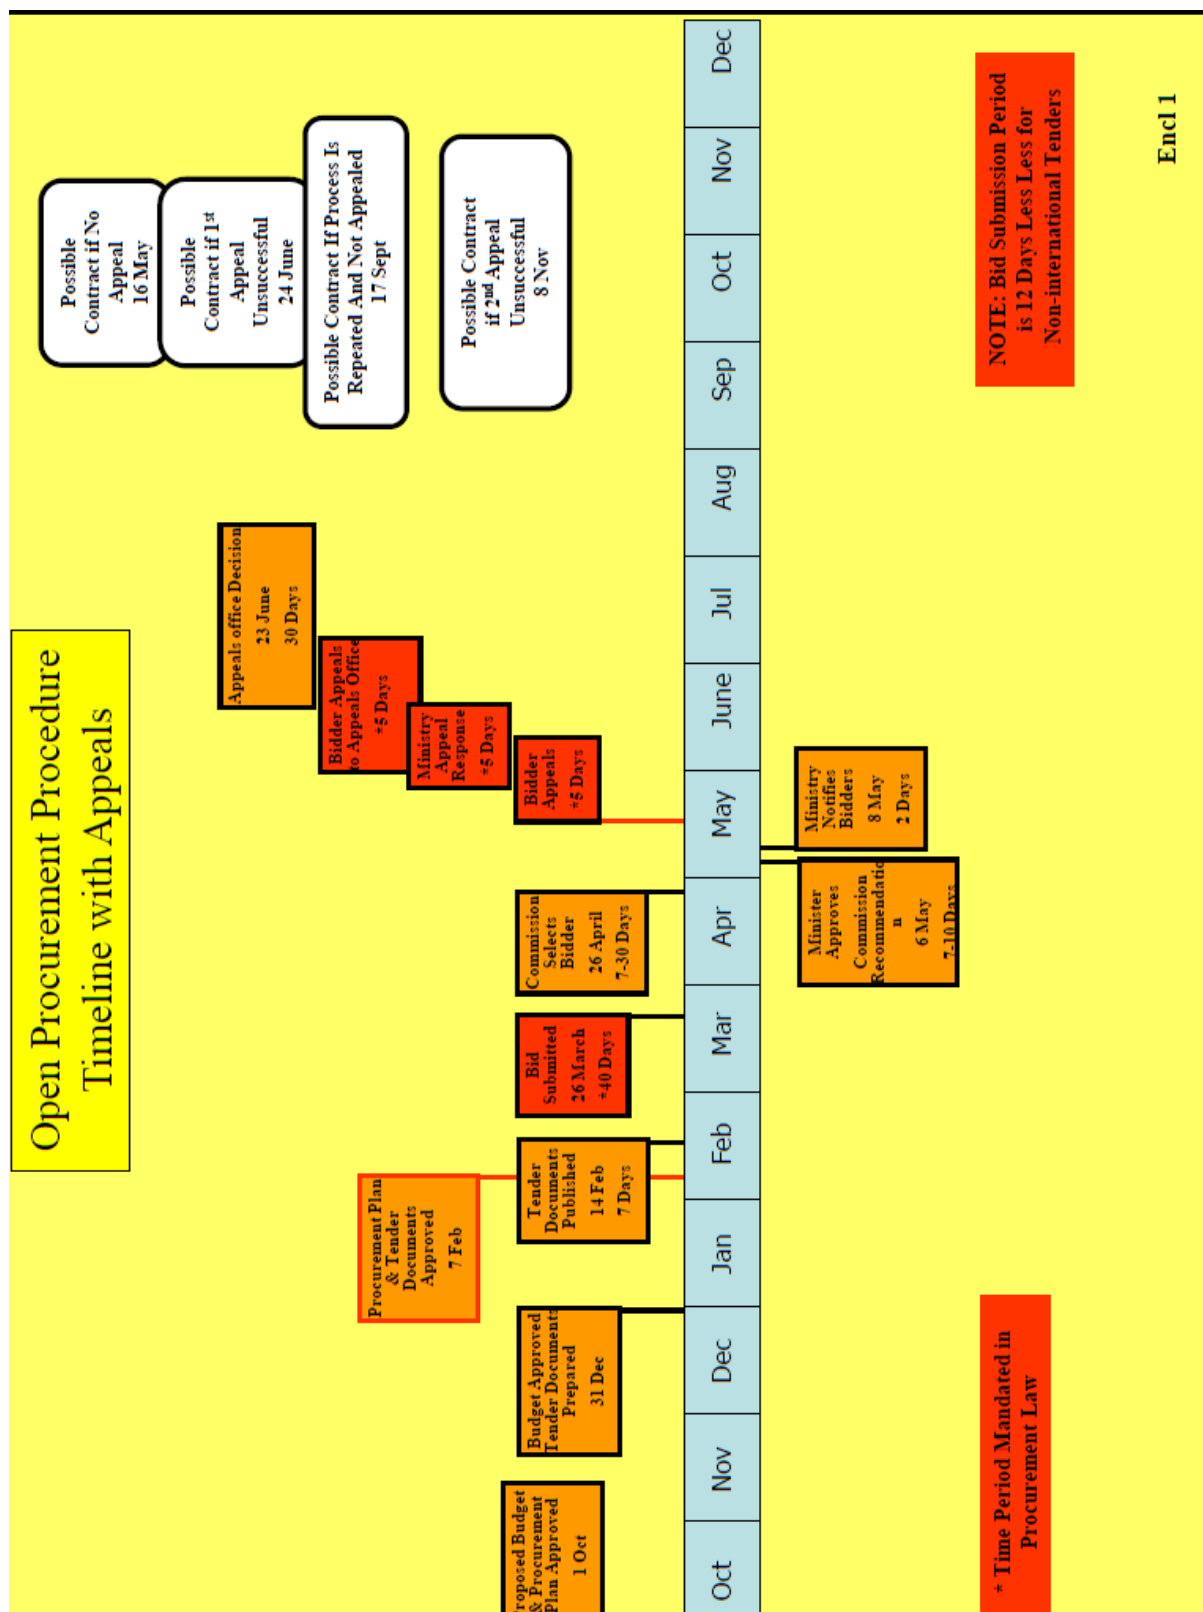 Open Procurement Procedure
Timeline with Appeals
Proposed Budget
& Procurement
Plan Approved
1 Oct
Budget Approved
Tender Documents
Prepared
31 Dec
Procurement Plan
& Tender
Documents
Approved
7 Feb
Tender
Documents
Published
14 Feb
7 Days
Bid
Submitted
26 March
*40 Days
Commission
Selects
Bidder
26 April
7-30 Days
Minister
Approves
Commission
Recommendatio
n
6 May
7-10 Days
Ministry
Notifies
Bidders
8 May
2 Days
Bidder
Appeals
*5 Days
Ministry
Appeal
Response
*5 Days
Bidder Appeals
to Appeals Office
*5 Days
Appeals office Decision
23 June
30 Days
Possible
Contract if No
Appeal
16 May
Possible
Contract if 1st
Appeal
Unsuccessful
24 June
Possible Contract If Process Is
Repeated And Not Appealed
17 Sept
Possible Contract
if 2nd Appeal
Unsuccessful
8 Nov
Oct
Nov
Dec
Jan
Feb
Mar
Apr
May
June
Jul
Aug
Sep
Oct
Nov
Dec
* Time Period Mandated in
Procurement Law
NOTE: Bid Submission Period
is 12 Days Less Less for
Non-international Tenders
Encl 1